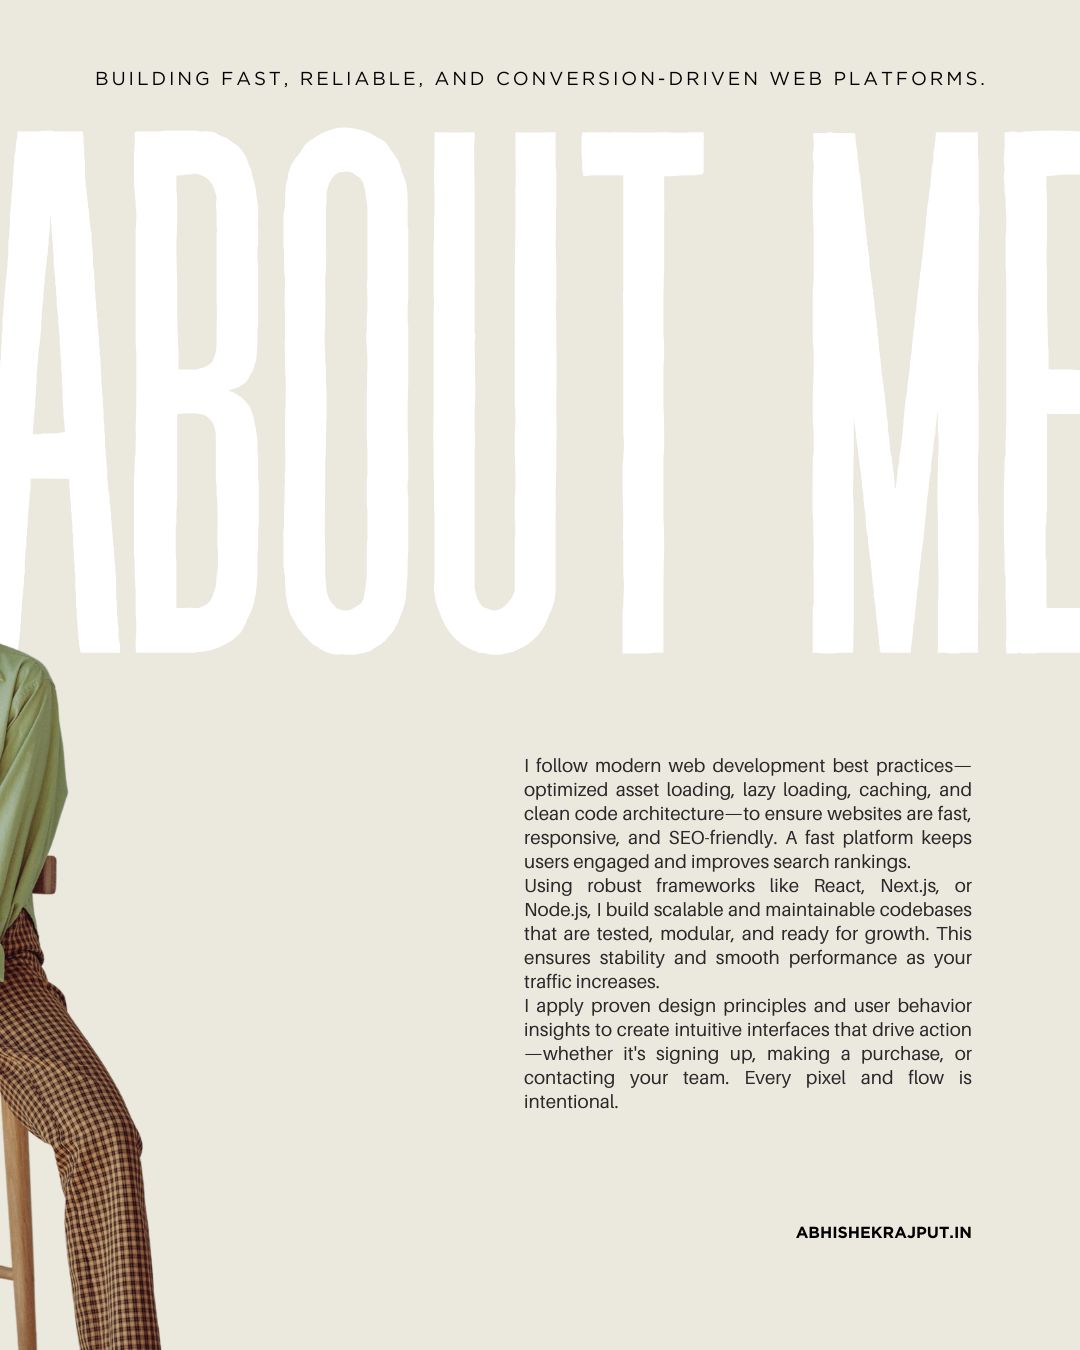 BUILDING FAST, RELIABLE, AND CONVERSION-DRIVEN WEB PLATFORMS.
ABOUT ME
I follow modern web development best practices—
optimized asset loading, lazy loading, caching, and
clean code architecture—to ensure websites are fast,
responsive, and SEO-friendly. A fast platform keeps
users engaged and improves search rankings.
Using robust frameworks like React, Next.js, or
Node.js, I build scalable and maintainable codebases
that are tested, modular, and ready for growth. This
ensures stability and smooth performance as your
traffic increases.
I apply proven design principles and user behavior
insights to create intuitive interfaces that drive action
—whether it's signing up, making a purchase, or
contacting your team. Every pixel and flow is
intentional.
ABHISHEKRAJPUT.IN